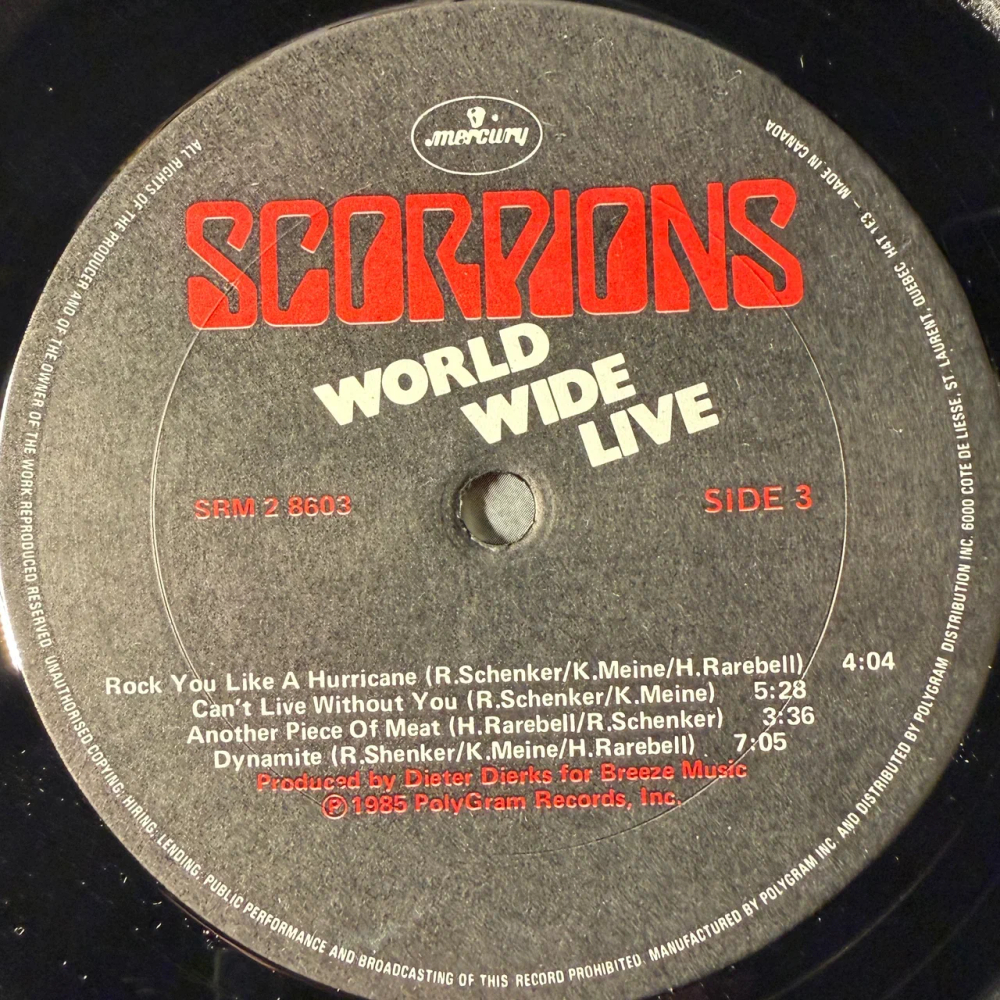 mercury
SCORPIONS
WORLD
WIDE
LIVE
SRM 2 8603
SIDE 3
Rock You Like A Hurricane (R.Schenker/K.Meine/H.Rarebell) 4:04
Can't Live Without You (R.Schenker/K.Meine) 5:28
Another Piece Of Meat (H.Rarebell/R.Schenker) 3:36
Dynamite (R.Shenker/K.Meine/H.Rarebell) 7:05
Produced by Dieter Dierks for Breeze Music
Ⓟ1985 PolyGram Records, Inc.
ALL RIGHTS OF THE PRODUCER AND OF THE OWNER OF THE WORK REPRODUCED RESERVED. UNAUTHORISED COPYING, HIRING, LENDING, PUBLIC PERFORMANCE AND BROADCASTING OF THIS RECORD PROHIBITED. MANUFACTURED BY POLYGRAM INC. AND DISTRIBUTED BY POLYGRAM DISTRIBUTION INC. 6000 COTE DE LIESSE, ST. LAURENT, QUEBEC H4T 1E3 – MADE IN CANADA